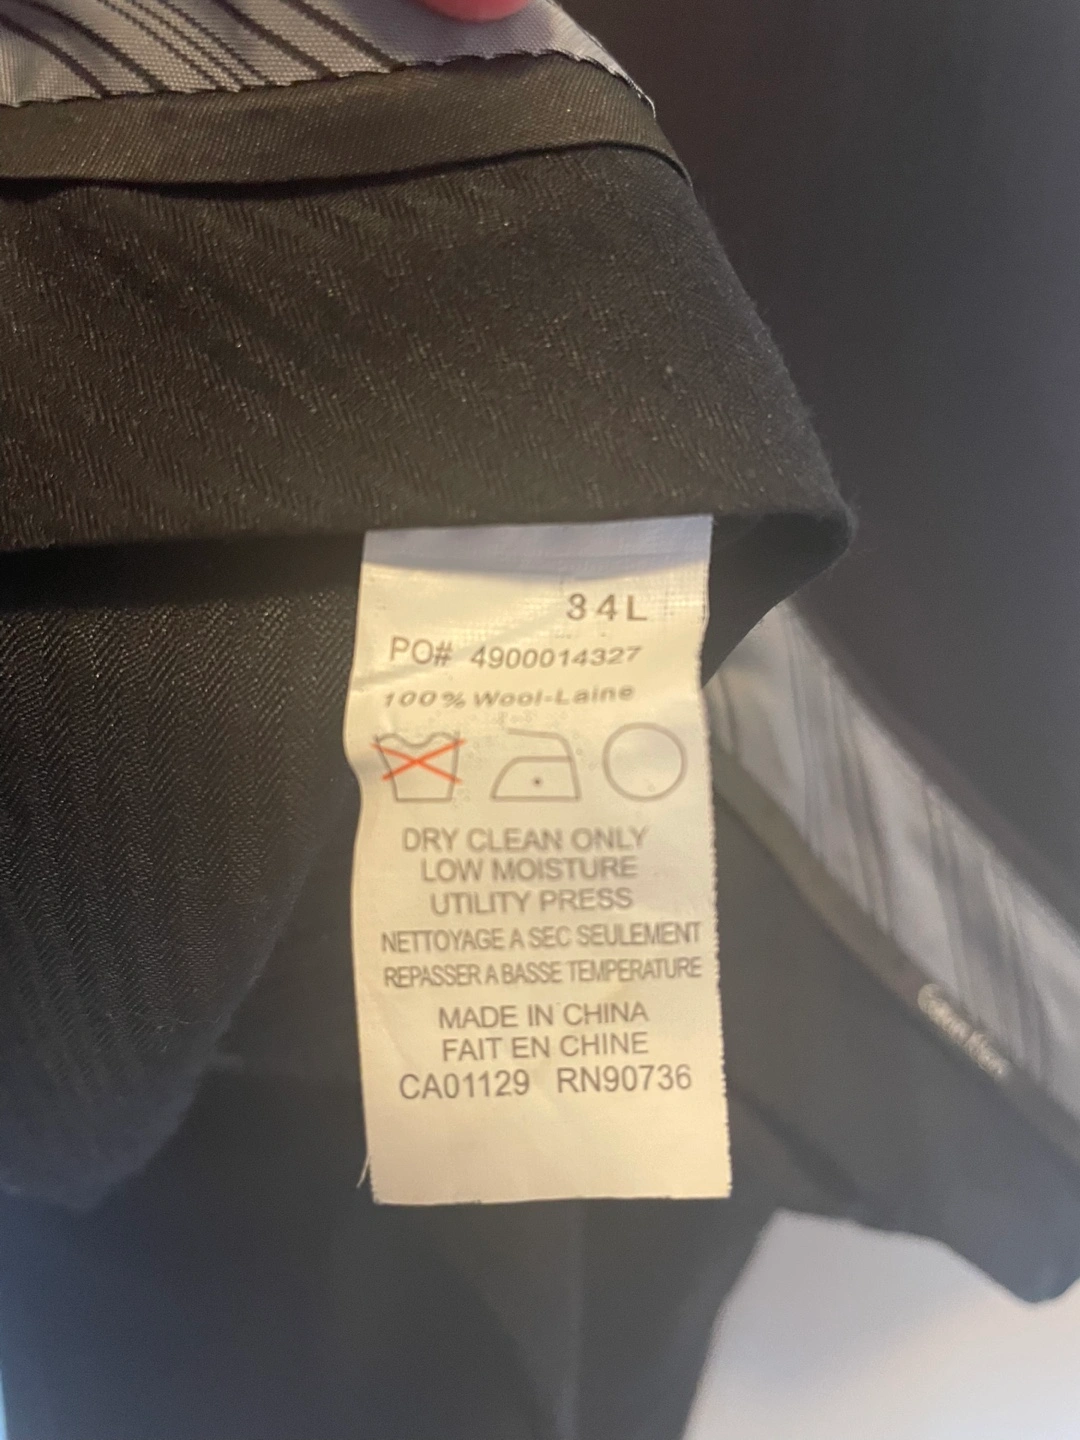 34L
PO# 4900014327
100% Wool-Laine
DRY CLEAN ONLY
LOW MOISTURE
UTILITY PRESS
NETTOYAGE A SEC SEULEMENT
REPASSER A BASSE TEMPERATURE
MADE IN CHINA
FAIT EN CHINE
CA01129 RN90736